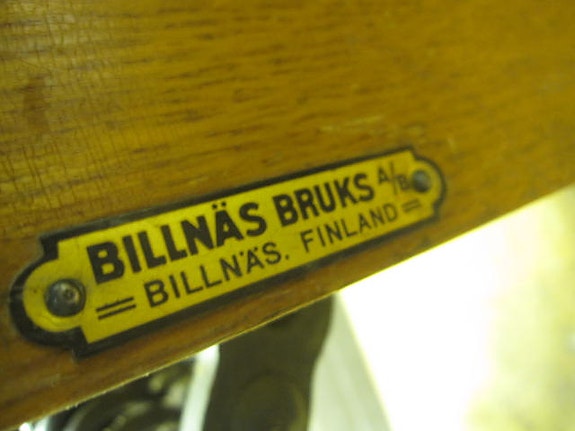 BILLNÄS BRUKS A/B
= BILLNÄS. FINLAND =